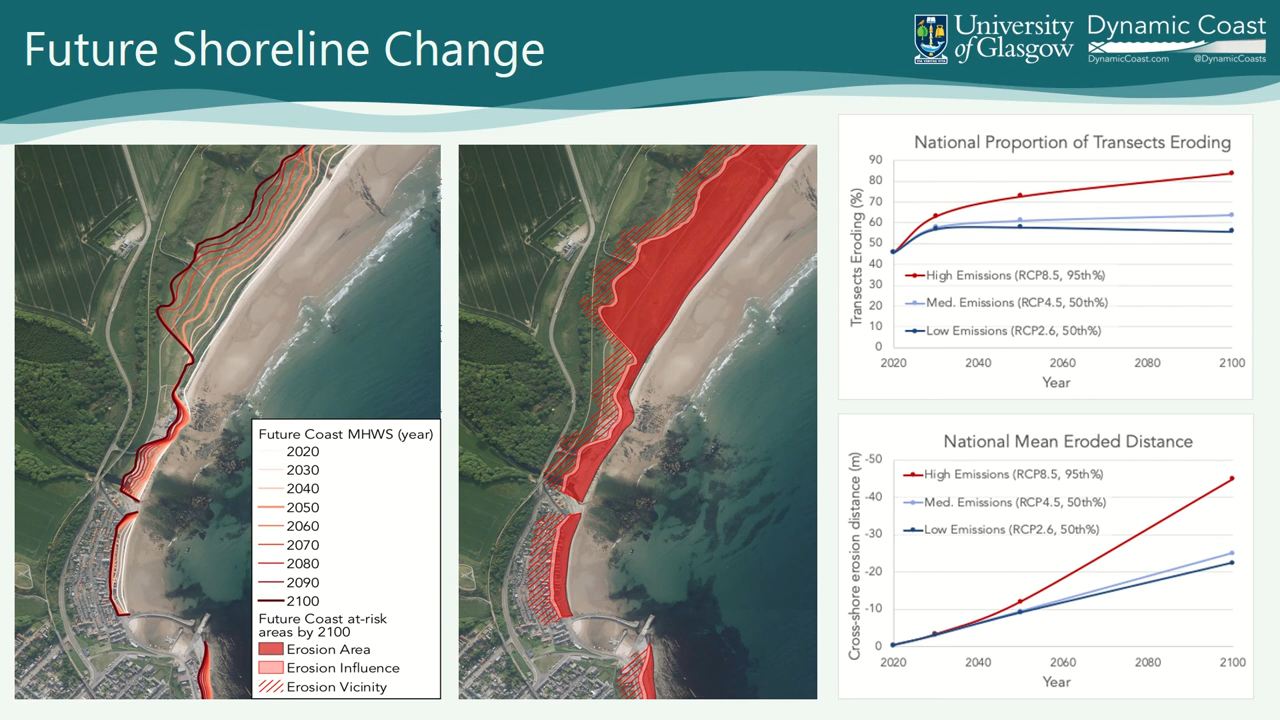 Future Shoreline Change
University
of Glasgow
Dynamic Coast
DynamicCoast.com
@DynamicCoasts
Future Coast MHWS (year)
2020
2030
2040
2050
2060
2070
2080
2090
2100
Future Coast at-risk
areas by 2100
Erosion Area
Erosion Influence
Erosion Vicinity
National Proportion of Transects Eroding
Transects Eroding (%)
90
80
70
60
50
40
30
20
10
0
High Emissions (RCP8.5, 95th%)
Med. Emissions (RCP4.5, 50th%)
Low Emissions (RCP2.6, 50th%)
2020
2040
2060
2080
2100
Year
National Mean Eroded Distance
Cross-shore erosion distance (m)
-50
-40
-30
-20
-10
0
High Emissions (RCP8.5, 95th%)
Med. Emissions (RCP4.5, 50th%)
Low Emissions (RCP2.6, 50th%)
2020
2040
2060
2080
2100
Year